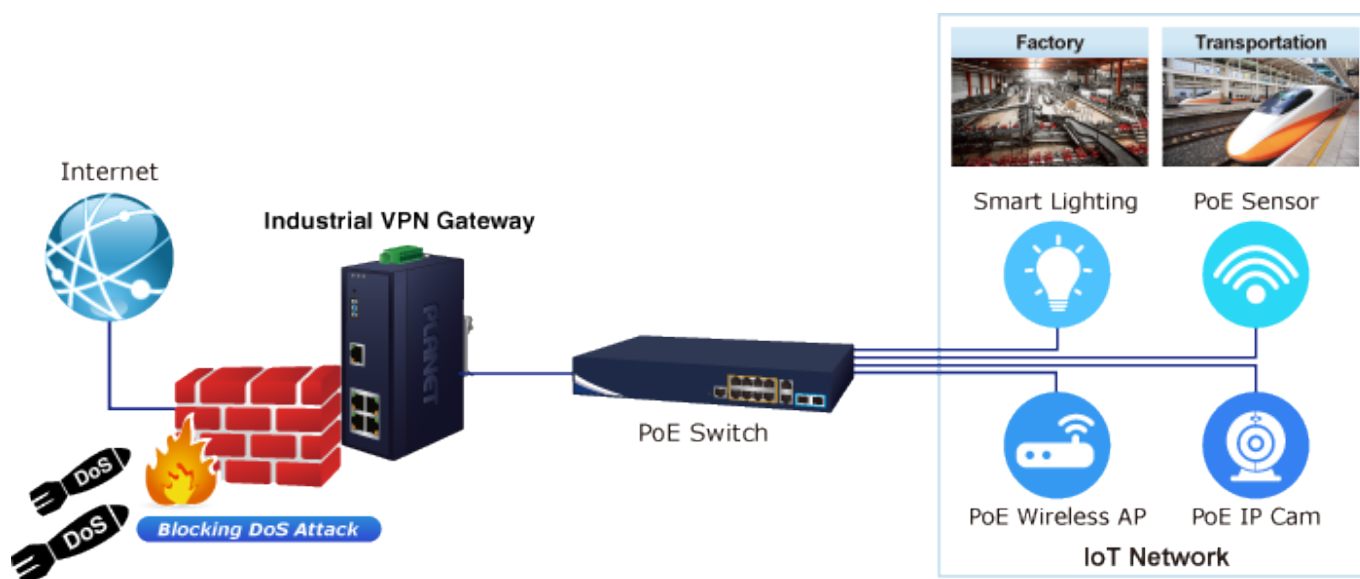 Factory
Transportation
Internet
Smart Lighting
PoE Sensor
Industrial VPN Gateway
PLANET
PoE Switch
DoS
DoS
Blocking DoS Attack
PoE Wireless AP
PoE IP Cam
IoT Network